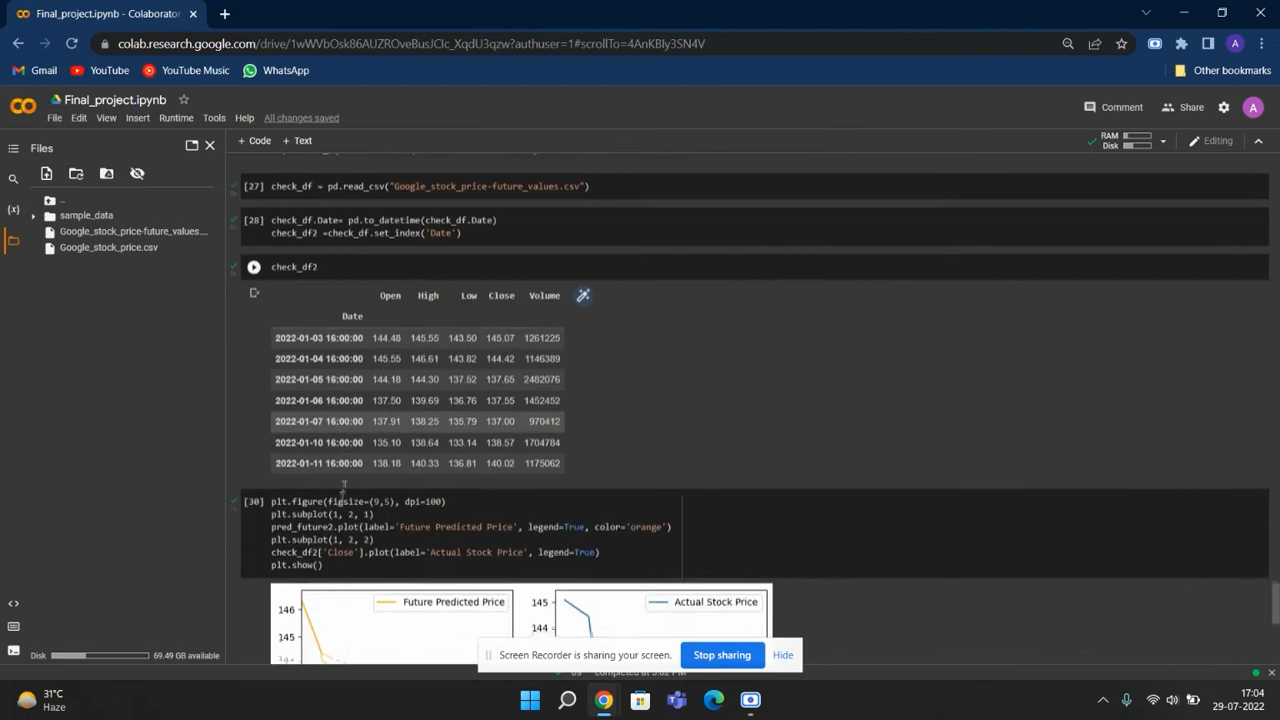 Final_project.ipynb - Colaborator
colab.research.google.com/drive/1wWVbOsk86AUZROveBusJCIc_XqdU3qzw?authuser=1#scrollTo=4AnKBIy3SN4V
A
Gmail
YouTube
YouTube Music
WhatsApp
Other bookmarks
Final_project.ipynb
Comment
Share
A
File Edit View Insert Runtime Tools Help All changes saved
Files
+ Code + Text
RAM
Disk
Editing
..
sample_data
Google_stock_price-future_values....
Google_stock_price.csv
[27] check_df = pd.read_csv("Google_stock_price-future_values.csv")
[28] check_df.Date= pd.to_datetime(check_df.Date)
check_df2 =check_df.set_index('Date')
check_df2
Open High Low Close Volume
Date
2022-01-03 16:00:00 144.48 145.55 143.50 145.07 1261225
2022-01-04 16:00:00 145.55 146.61 143.82 144.42 1146389
2022-01-05 16:00:00 144.18 144.30 137.52 137.65 2482076
2022-01-06 16:00:00 137.50 139.69 136.76 137.55 1452452
2022-01-07 16:00:00 137.91 138.25 135.79 137.00 970412
2022-01-10 16:00:00 135.10 138.64 133.14 138.57 1704784
2022-01-11 16:00:00 138.18 140.33 136.81 140.02 1175062
[30] plt.figure(figsize=(9,5), dpi=100)
plt.subplot(1, 2, 1)
pred_future2.plot(label='Future Predicted Price', legend=True, color='orange')
plt.subplot(1, 2, 2)
check_df2['Close'].plot(label='Actual Stock Price', legend=True)
plt.show()
146
Future Predicted Price
145
145
Actual Stock Price
144
Screen Recorder is sharing your screen.
Stop sharing
Hide
Disk
69.49 GB available
31°C
Haze
17:04
29-07-2022